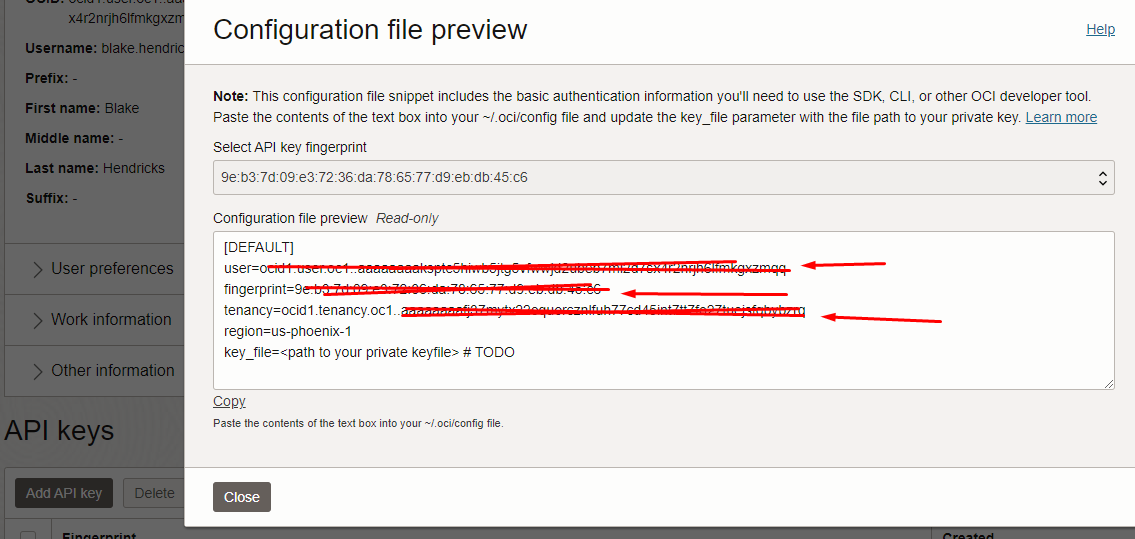 x4r2nrjh6lfmkgxzm
Username: blake.hendric
Prefix: -
First name: Blake
Middle name: -
Last name: Hendricks
Suffix: -
User preferences
Work information
Other information
API keys
Add API key
Delete
Fingerprint
Configuration file preview
Help
Note: This configuration file snippet includes the basic authentication information you'll need to use the SDK, CLI, or other OCI developer tool.
Paste the contents of the text box into your ~/.oci/config file and update the key_file parameter with the file path to your private key. Learn more
Select API key fingerprint
9e:b3:7d:09:e3:72:36:da:78:65:77:d9:eb:db:45:c6
Configuration file preview Read-only
[DEFAULT]
user=
fingerprint=
tenancy=ocid1.tenancy.oc1..
region=us-phoenix-1
key_file=<path to your private keyfile> # TODO
Copy
Paste the contents of the text box into your ~/.oci/config file.
Close
Created